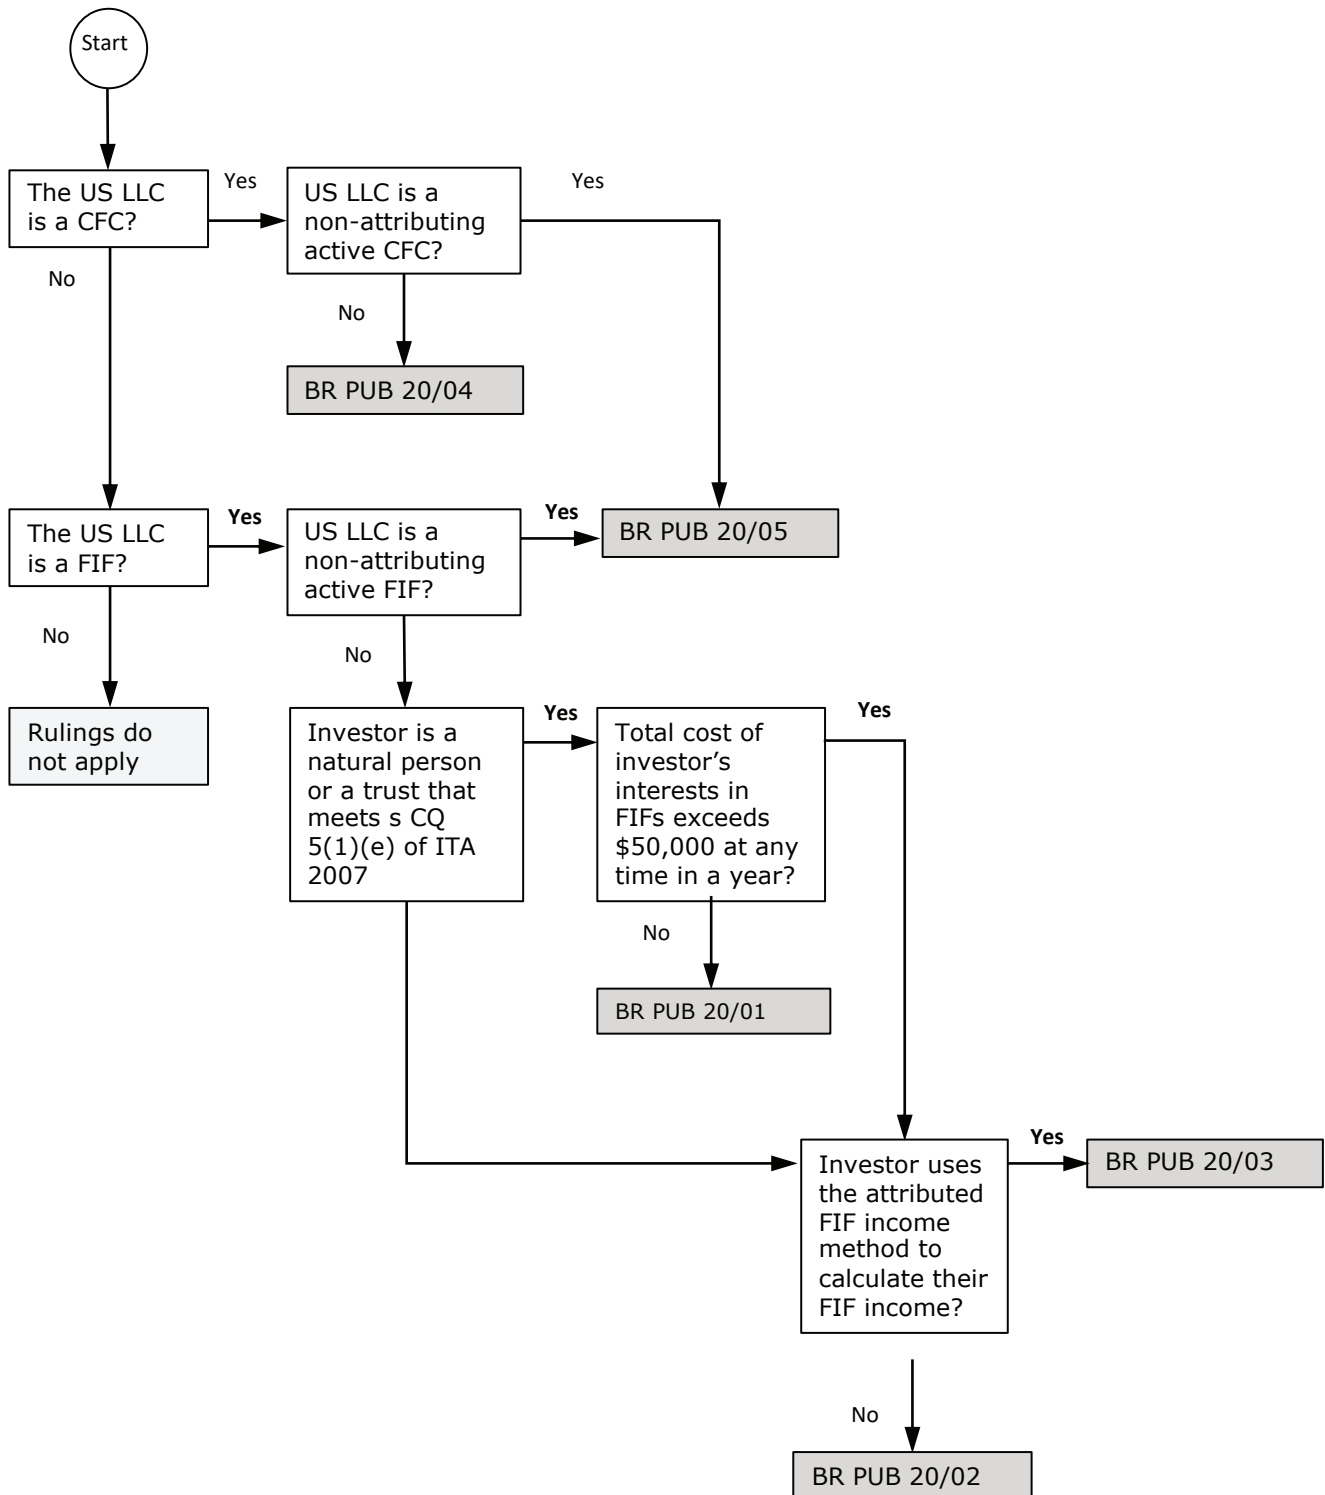 Start
The US LLC
is a CFC?
Yes
US LLC is a
non-attributing
active CFC?
Yes
No
No
BR PUB 20/04
The US LLC
is a FIF?
Yes
US LLC is a
non-attributing
active FIF?
Yes
BR PUB 20/05
No
No
Rulings do
not apply
Investor is a
natural person
or a trust that
meets s CQ
5(1)(e) of ITA
2007
Yes
Total cost of
investor’s
interests in
FIFs exceeds
$50,000 at any
time in a year?
Yes
No
BR PUB 20/01
Investor uses
the attributed
FIF income
method to
calculate their
FIF income?
Yes
BR PUB 20/03
No
BR PUB 20/02